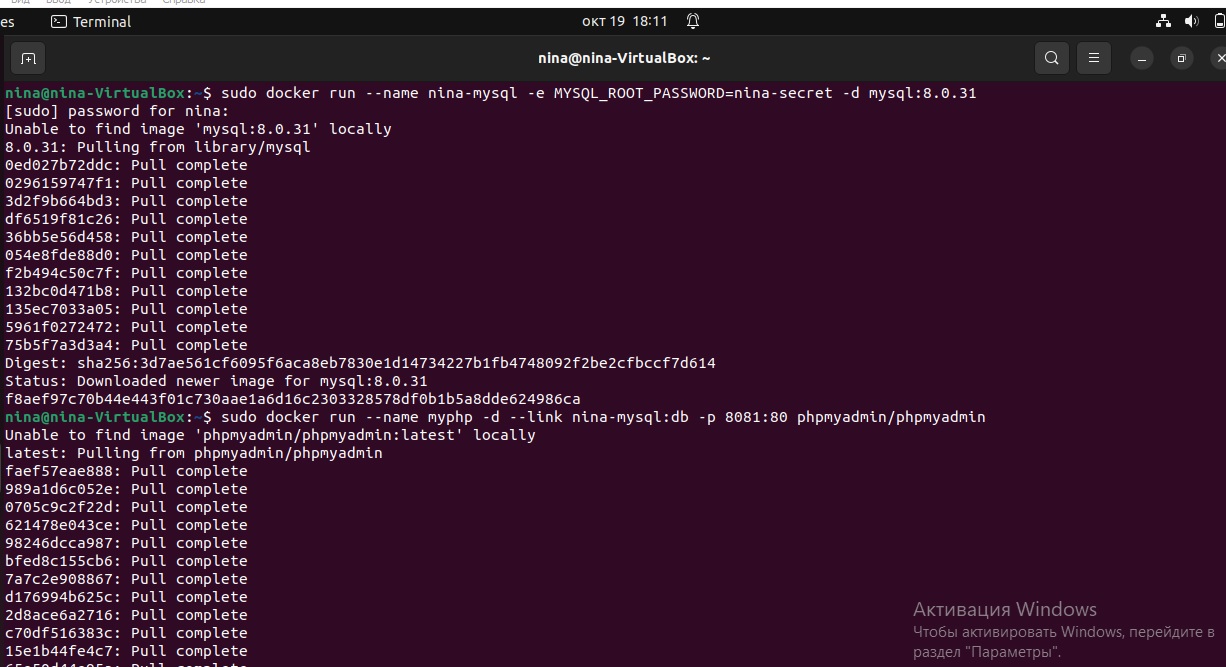 Вид Ввод Устройства Справка
es Terminal окт 19 18:11
nina@nina-VirtualBox: ~
nina@nina-VirtualBox:~$ sudo docker run --name nina-mysql -e MYSQL_ROOT_PASSWORD=nina-secret -d mysql:8.0.31
[sudo] password for nina:
Unable to find image 'mysql:8.0.31' locally
8.0.31: Pulling from library/mysql
0ed027b72ddc: Pull complete
0296159747f1: Pull complete
3d2f9b664bd3: Pull complete
df6519f81c26: Pull complete
36bb5e56d458: Pull complete
054e8fde88d0: Pull complete
f2b494c50c7f: Pull complete
132bc0d471b8: Pull complete
135ec7033a05: Pull complete
5961f0272472: Pull complete
75b5f7a3d3a4: Pull complete
Digest: sha256:3d7ae561cf6095f6aca8eb7830e1d14734227b1fb4748092f2be2cfbccf7d614
Status: Downloaded newer image for mysql:8.0.31
f8aef97c70b44e443f01c730aae1a6d16c2303328578df0b1b5a8dde624986ca
nina@nina-VirtualBox:~$ sudo docker run --name myphp -d --link nina-mysql:db -p 8081:80 phpmyadmin/phpmyadmin
Unable to find image 'phpmyadmin/phpmyadmin:latest' locally
latest: Pulling from phpmyadmin/phpmyadmin
faef57eae888: Pull complete
989a1d6c052e: Pull complete
0705c9c2f22d: Pull complete
621478e043ce: Pull complete
98246dcca987: Pull complete
bfed8c155cb6: Pull complete
7a7c2e908867: Pull complete
d176994b625c: Pull complete
2d8ace6a2716: Pull complete
c70df516383c: Pull complete
15e1b44fe4c7: Pull complete
Pull complete
Активация Windows
Чтобы активировать Windows, перейдите в
раздел "Параметры".